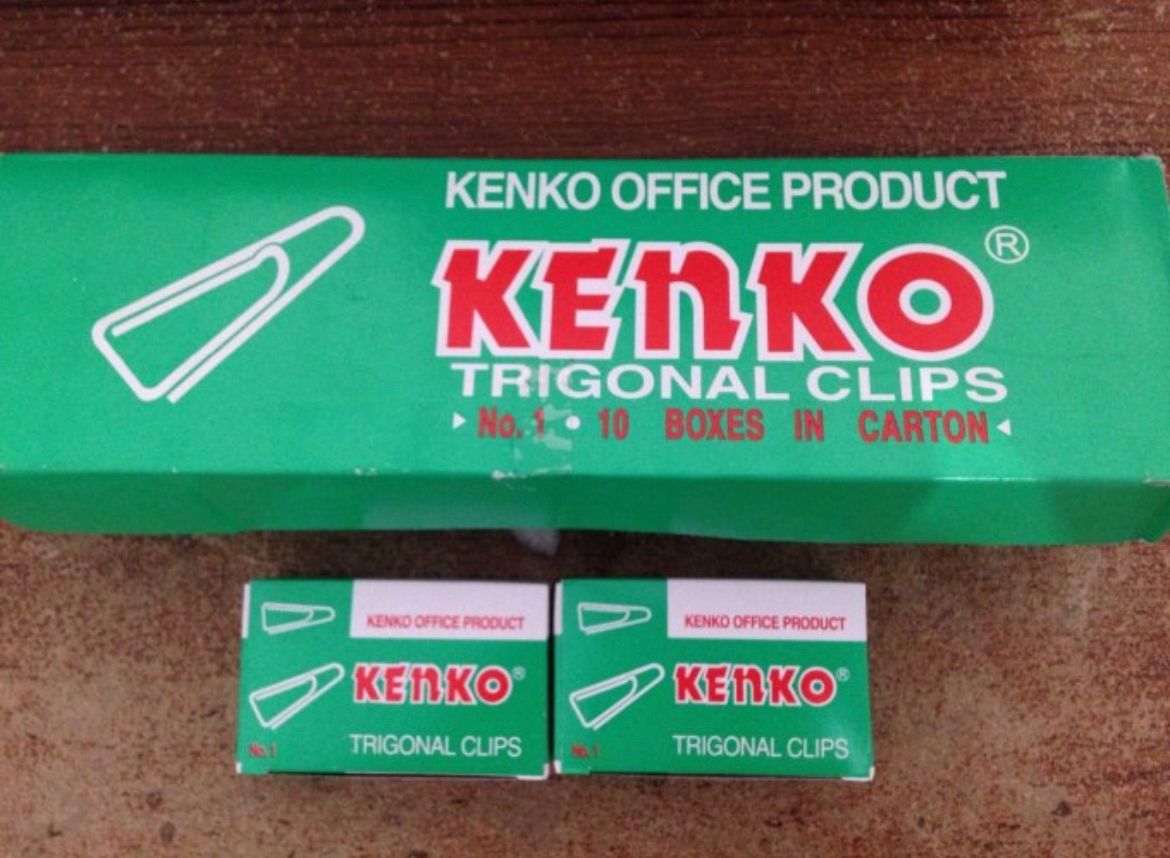 KENKO OFFICE PRODUCT
KENKO®
TRIGONAL CLIPS
No. 1 • 10 BOXES IN CARTON
KENKO OFFICE PRODUCT
KENKO®
No. 1
TRIGONAL CLIPS
KENKO OFFICE PRODUCT
KENKO®
No. 1
TRIGONAL CLIPS